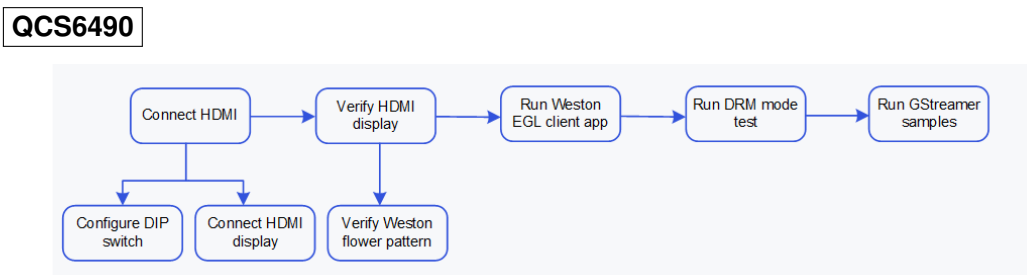 QCS6490
Connect HDMI
Verify HDMI
display
Run Weston
EGL client app
Run DRM mode
test
Run GStreamer
samples
Configure DIP
switch
Connect HDMI
display
Verify Weston
flower pattern